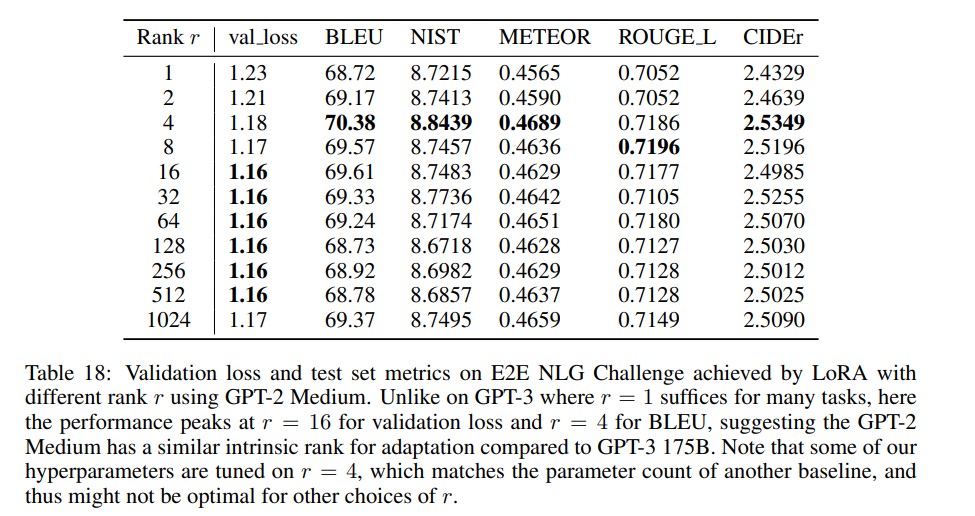 Rank r val_loss BLEU NIST METEOR ROUGE_L CIDEr
1 1.23 68.72 8.7215 0.4565 0.7052 2.4329
2 1.21 69.17 8.7413 0.4590 0.7052 2.4639
4 1.18 70.38 8.8439 0.4689 0.7186 2.5349
8 1.17 69.57 8.7457 0.4636 0.7196 2.5196
16 1.16 69.61 8.7483 0.4629 0.7177 2.4985
32 1.16 69.33 8.7736 0.4642 0.7105 2.5255
64 1.16 69.24 8.7174 0.4651 0.7180 2.5070
128 1.16 68.73 8.6718 0.4628 0.7127 2.5030
256 1.16 68.92 8.6982 0.4629 0.7128 2.5012
512 1.16 68.78 8.6857 0.4637 0.7128 2.5025
1024 1.17 69.37 8.7495 0.4659 0.7149 2.5090
Table 18: Validation loss and test set metrics on E2E NLG Challenge achieved by LoRA with
different rank r using GPT-2 Medium. Unlike on GPT-3 where r = 1 suffices for many tasks, here
the performance peaks at r = 16 for validation loss and r = 4 for BLEU, suggesting the GPT-2
Medium has a similar intrinsic rank for adaptation compared to GPT-3 175B. Note that some of our
hyperparameters are tuned on r = 4, which matches the parameter count of another baseline, and
thus might not be optimal for other choices of r.